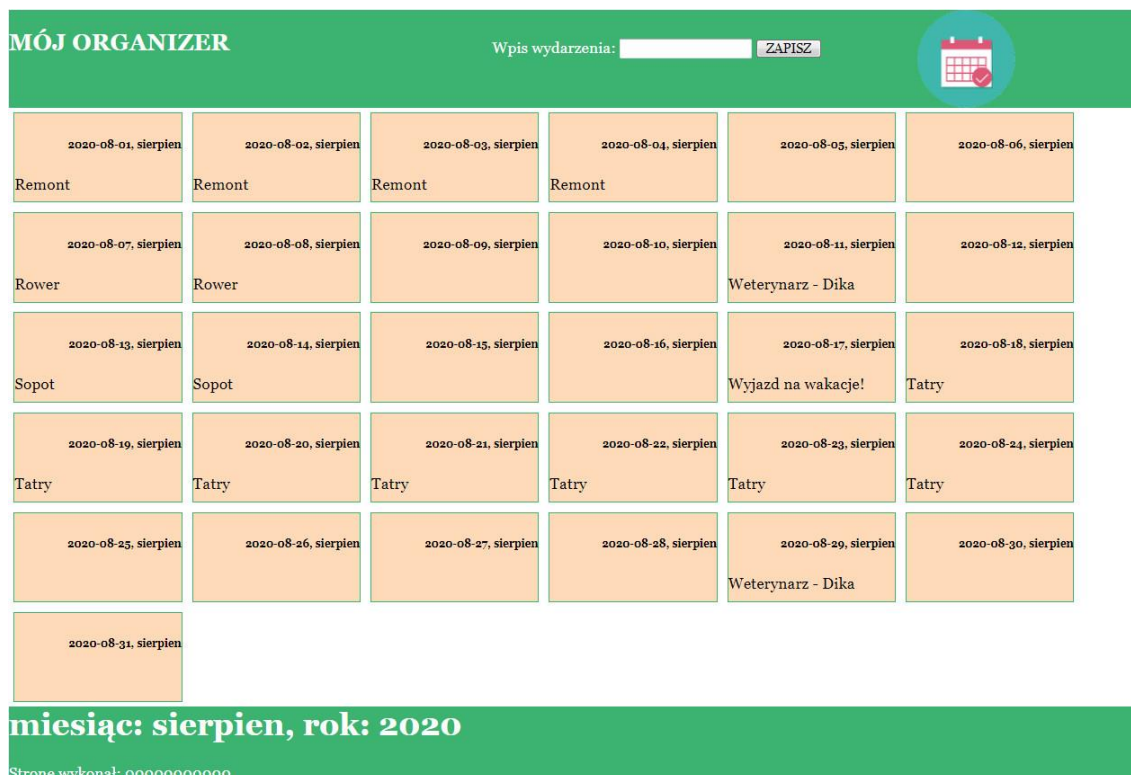 MÓJ ORGANIZER
Wpis wydarzenia: ZAPISZ
2020-08-01, sierpien 2020-08-02, sierpien 2020-08-03, sierpien 2020-08-04, sierpien 2020-08-05, sierpien 2020-08-06, sierpien
Remont Remont Remont Remont
2020-08-07, sierpien 2020-08-08, sierpien 2020-08-09, sierpien 2020-08-10, sierpien 2020-08-11, sierpien 2020-08-12, sierpien
Rower Rower Weterynarz - Dika
2020-08-13, sierpien 2020-08-14, sierpien 2020-08-15, sierpien 2020-08-16, sierpien 2020-08-17, sierpien 2020-08-18, sierpien
Sopot Sopot Wyjazd na wakacje! Tatry
2020-08-19, sierpien 2020-08-20, sierpien 2020-08-21, sierpien 2020-08-22, sierpien 2020-08-23, sierpien 2020-08-24, sierpien
Tatry Tatry Tatry Tatry Tatry Tatry
2020-08-25, sierpien 2020-08-26, sierpien 2020-08-27, sierpien 2020-08-28, sierpien 2020-08-29, sierpien 2020-08-30, sierpien
Weterynarz - Dika
2020-08-31, sierpien
miesiąc: sierpien, rok: 2020
Stronę wykonał: 00000000000